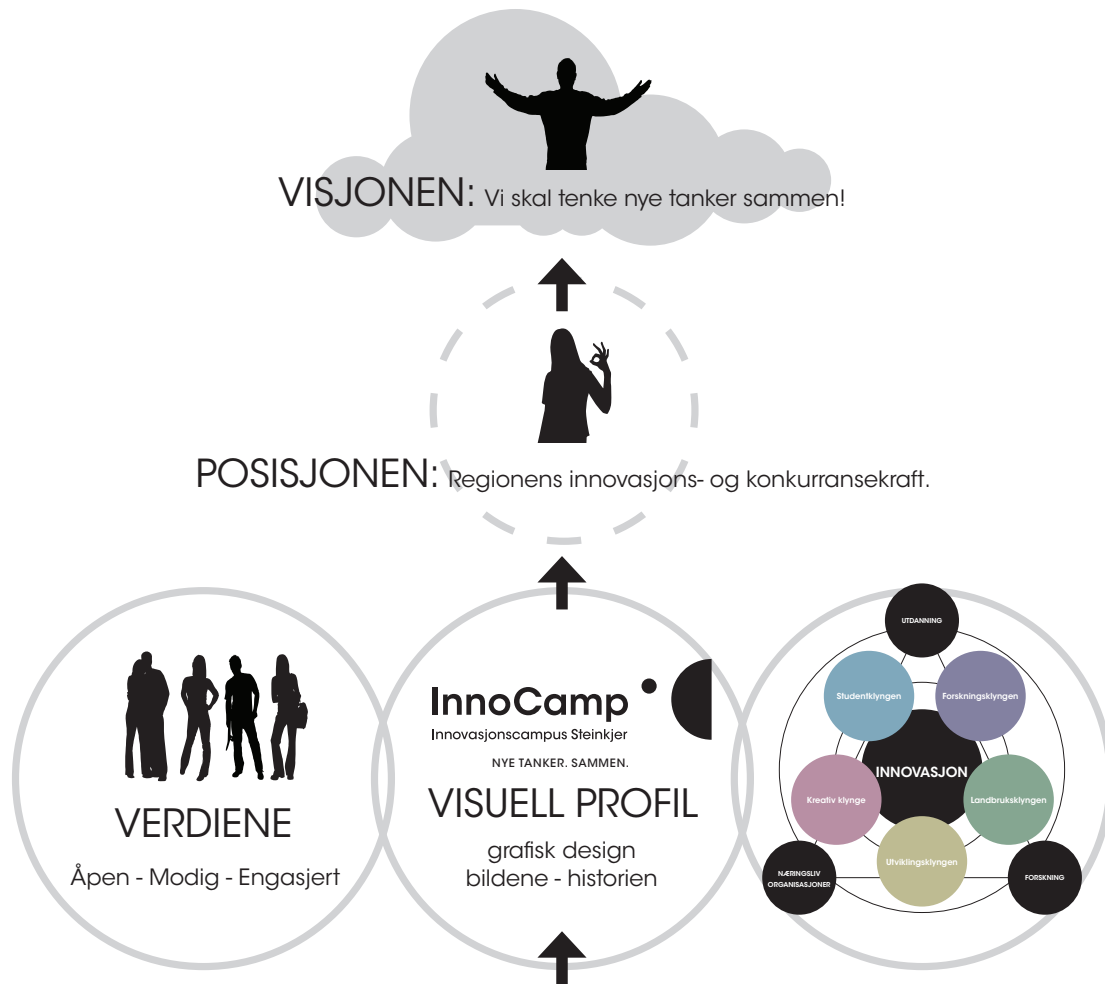 VISJONEN: Vi skal tenke nye tanker sammen!
POSISJONEN: Regionens innovasjons- og konkurransekraft.
VERDIENE
Åpen - Modig - Engasjert
InnoCamp
Innovasjonscampus Steinkjer
NYE TANKER. SAMMEN.
VISUELL PROFIL
grafisk design
bildene - historien
UTDANNING
Studentklyngen
Forskningsklyngen
INNOVASJON
Kreativ klynge
Landbruksklyngen
Utviklingsklyngen
NÆRINGSLIV
ORGANISASJONER
FORSKNING